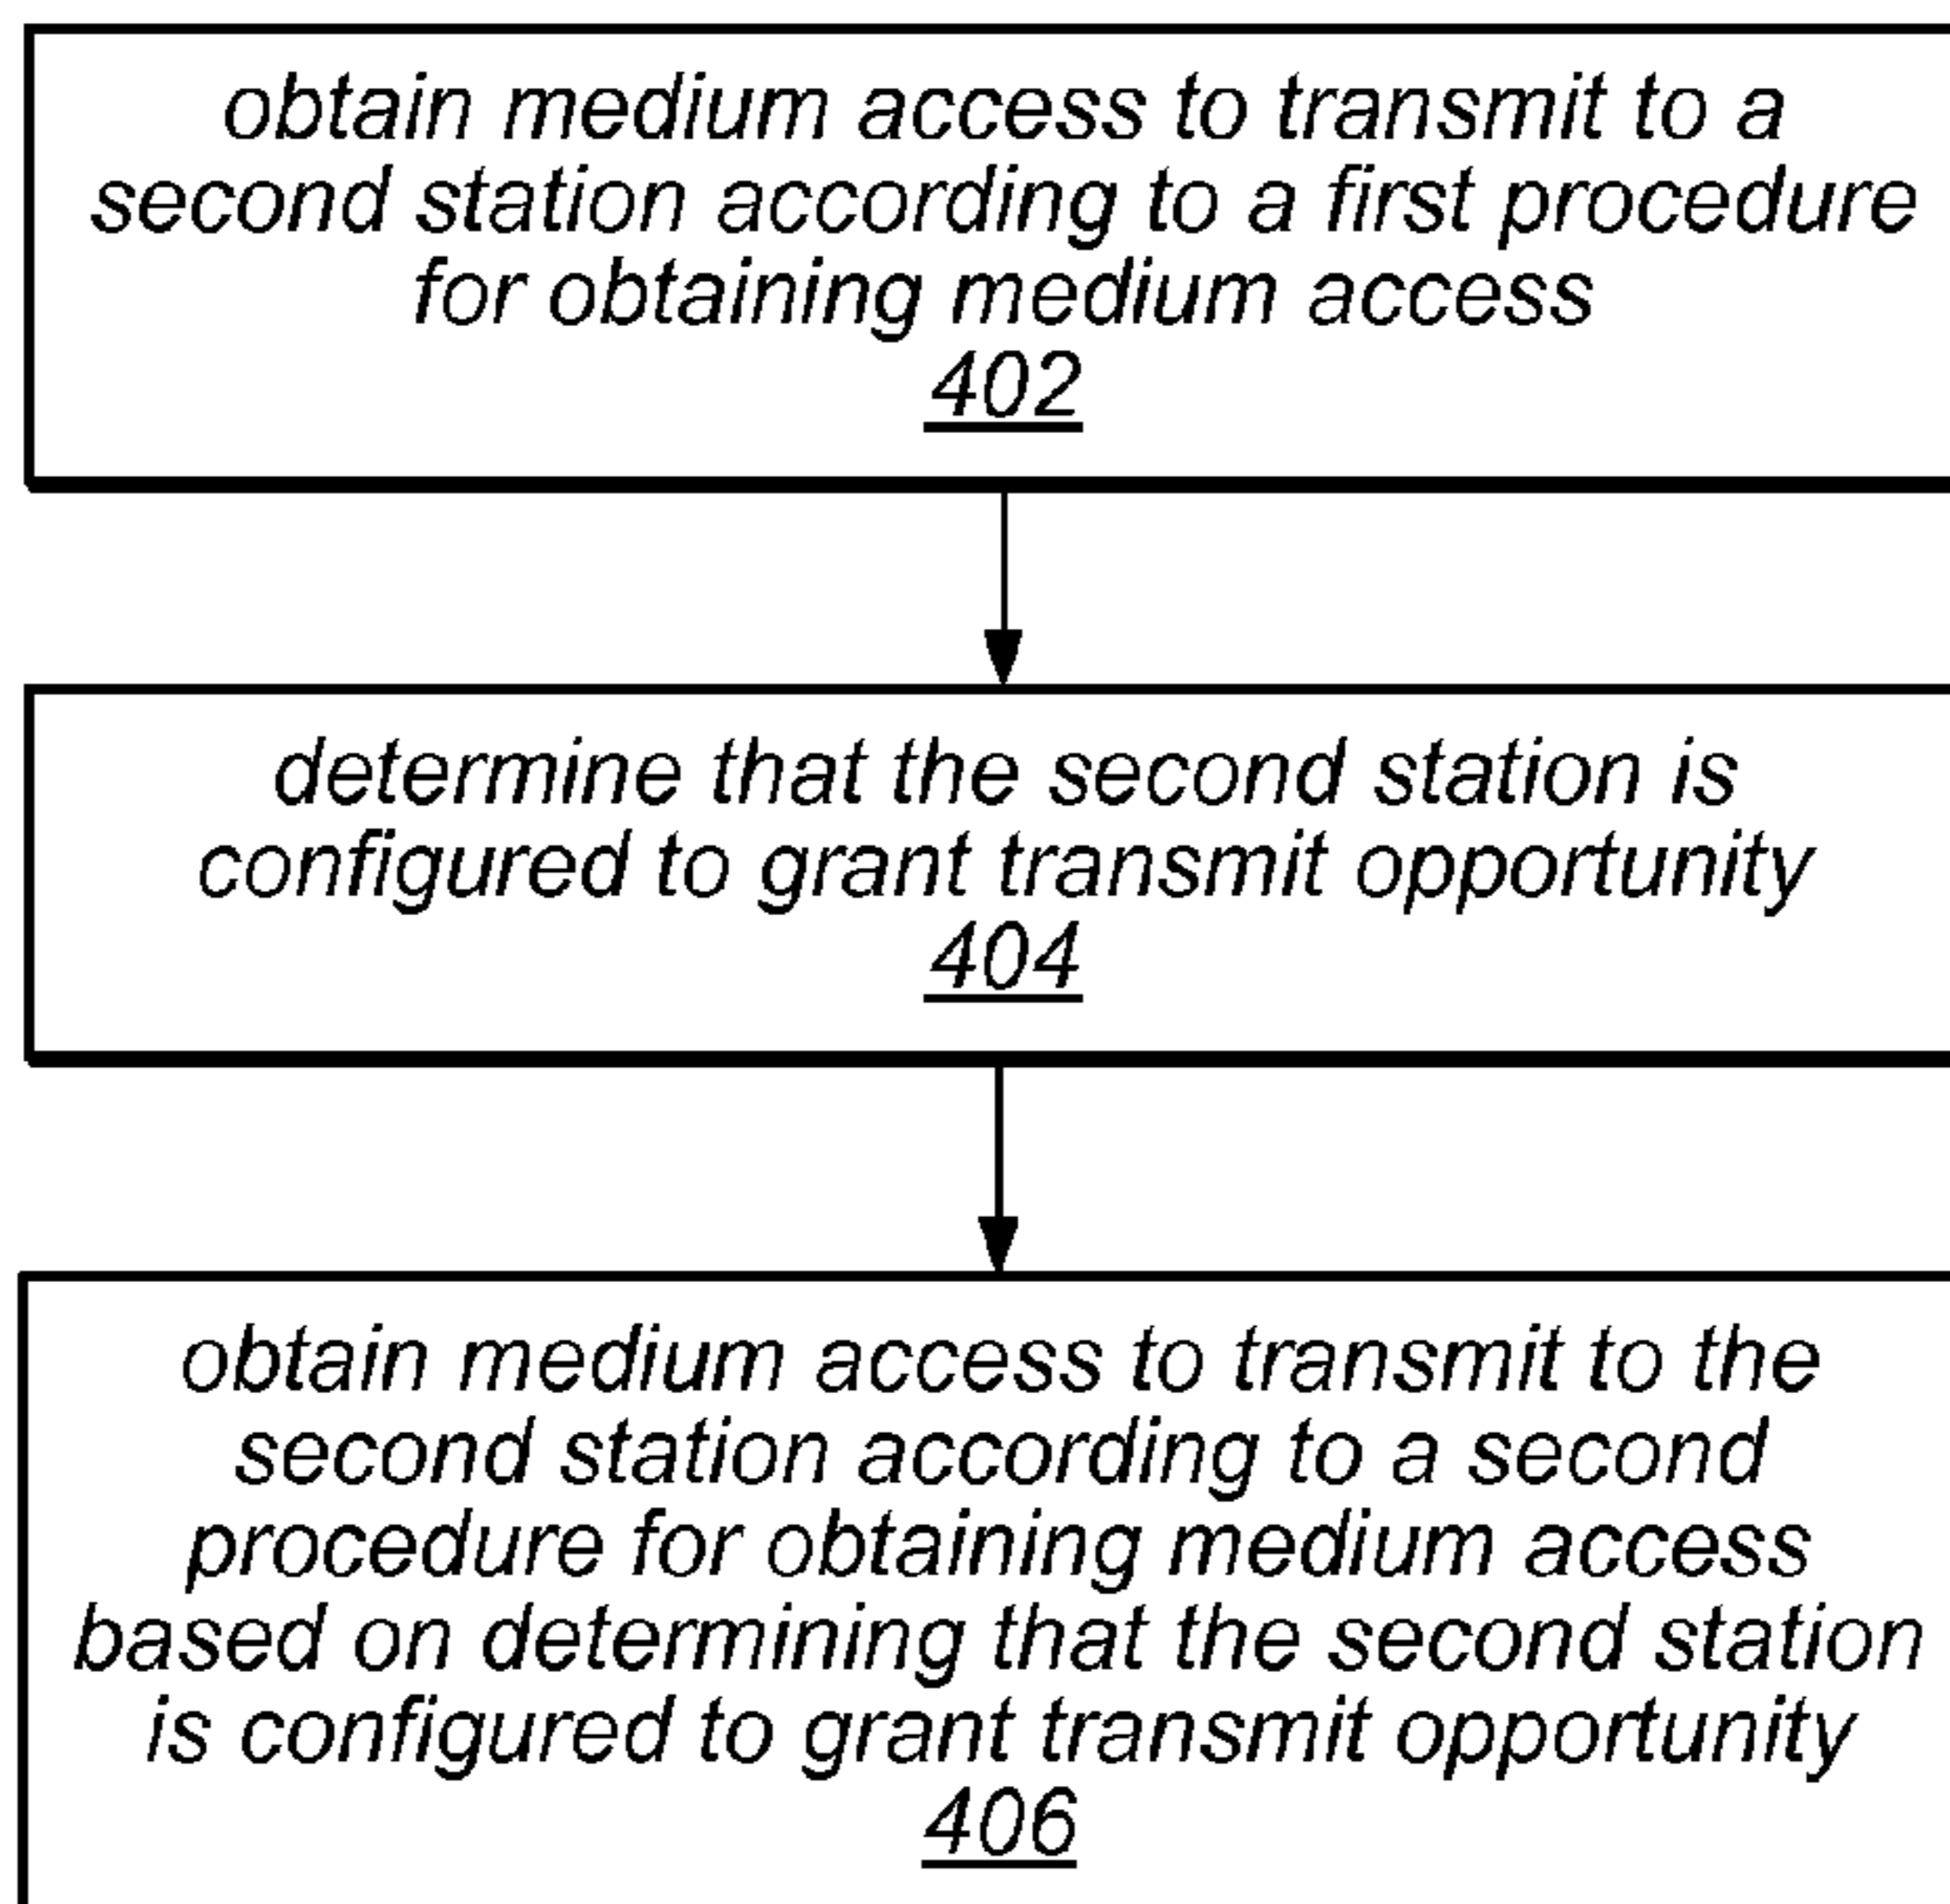 obtain medium access to transmit to a
second station according to a first procedure
for obtaining medium access
402
determine that the second station is
configured to grant transmit opportunity
404
obtain medium access to transmit to the
second station according to a second
procedure for obtaining medium access
based on determining that the second station
is configured to grant transmit opportunity
406